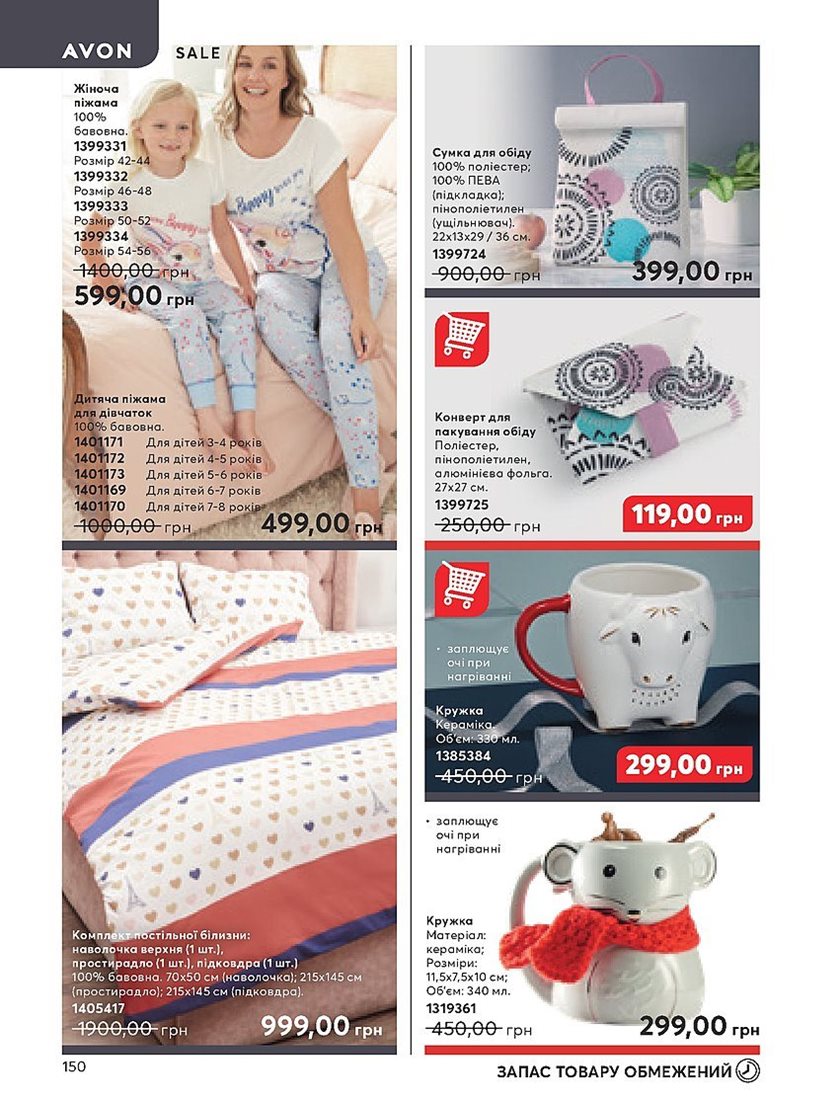 AVON
SALE
Жіноча
піжама
100%
бавовна.
1399331
Розмір 42-44
1399332
Розмір 46-48
1399333
Розмір 50-52
1399334
Розмір 54-56
1400,00 грн
599,00 грн
Дитяча піжама
для дівчаток
100% бавовна.
1401171 Для дітей 3-4 років
1401172 Для дітей 4-5 років
1401173 Для дітей 5-6 років
1401169 Для дітей 6-7 років
1401170 Для дітей 7-8 років
1000,00 грн
499,00 грн
Комплект постільної білизни:
наволочка верхня (1 шт.),
простирадло (1 шт.), підковдра (1 шт.)
100% бавовна. 70х50 см (наволочка); 215х145 см
(простирадло); 215х145 см (підковдра).
1405417
1900,00 грн
999,00 грн
Сумка для обіду
100% поліестер;
100% ПЕВА
(підкладка);
пінополіетилен
(ущільнювач).
22х13х29 / 36 см.
1399724
900,00 грн
399,00 грн
Конверт для
пакування обіду
Поліестер,
пінополіетилен,
алюмінієва фольга.
27х27 см.
1399725
250,00 грн
119,00 грн
• заплющує
очі при
нагріванні
Кружка
Кераміка.
Об'єм: 330 мл.
1385384
450,00 грн
299,00 грн
• заплющує
очі при
нагріванні
Кружка
Матеріал:
кераміка;
Розміри:
11,5х7,5х10 см;
Об'єм: 340 мл.
1319361
450,00 грн
299,00 грн
150
ЗАПАС ТОВАРУ ОБМЕЖЕНИЙ